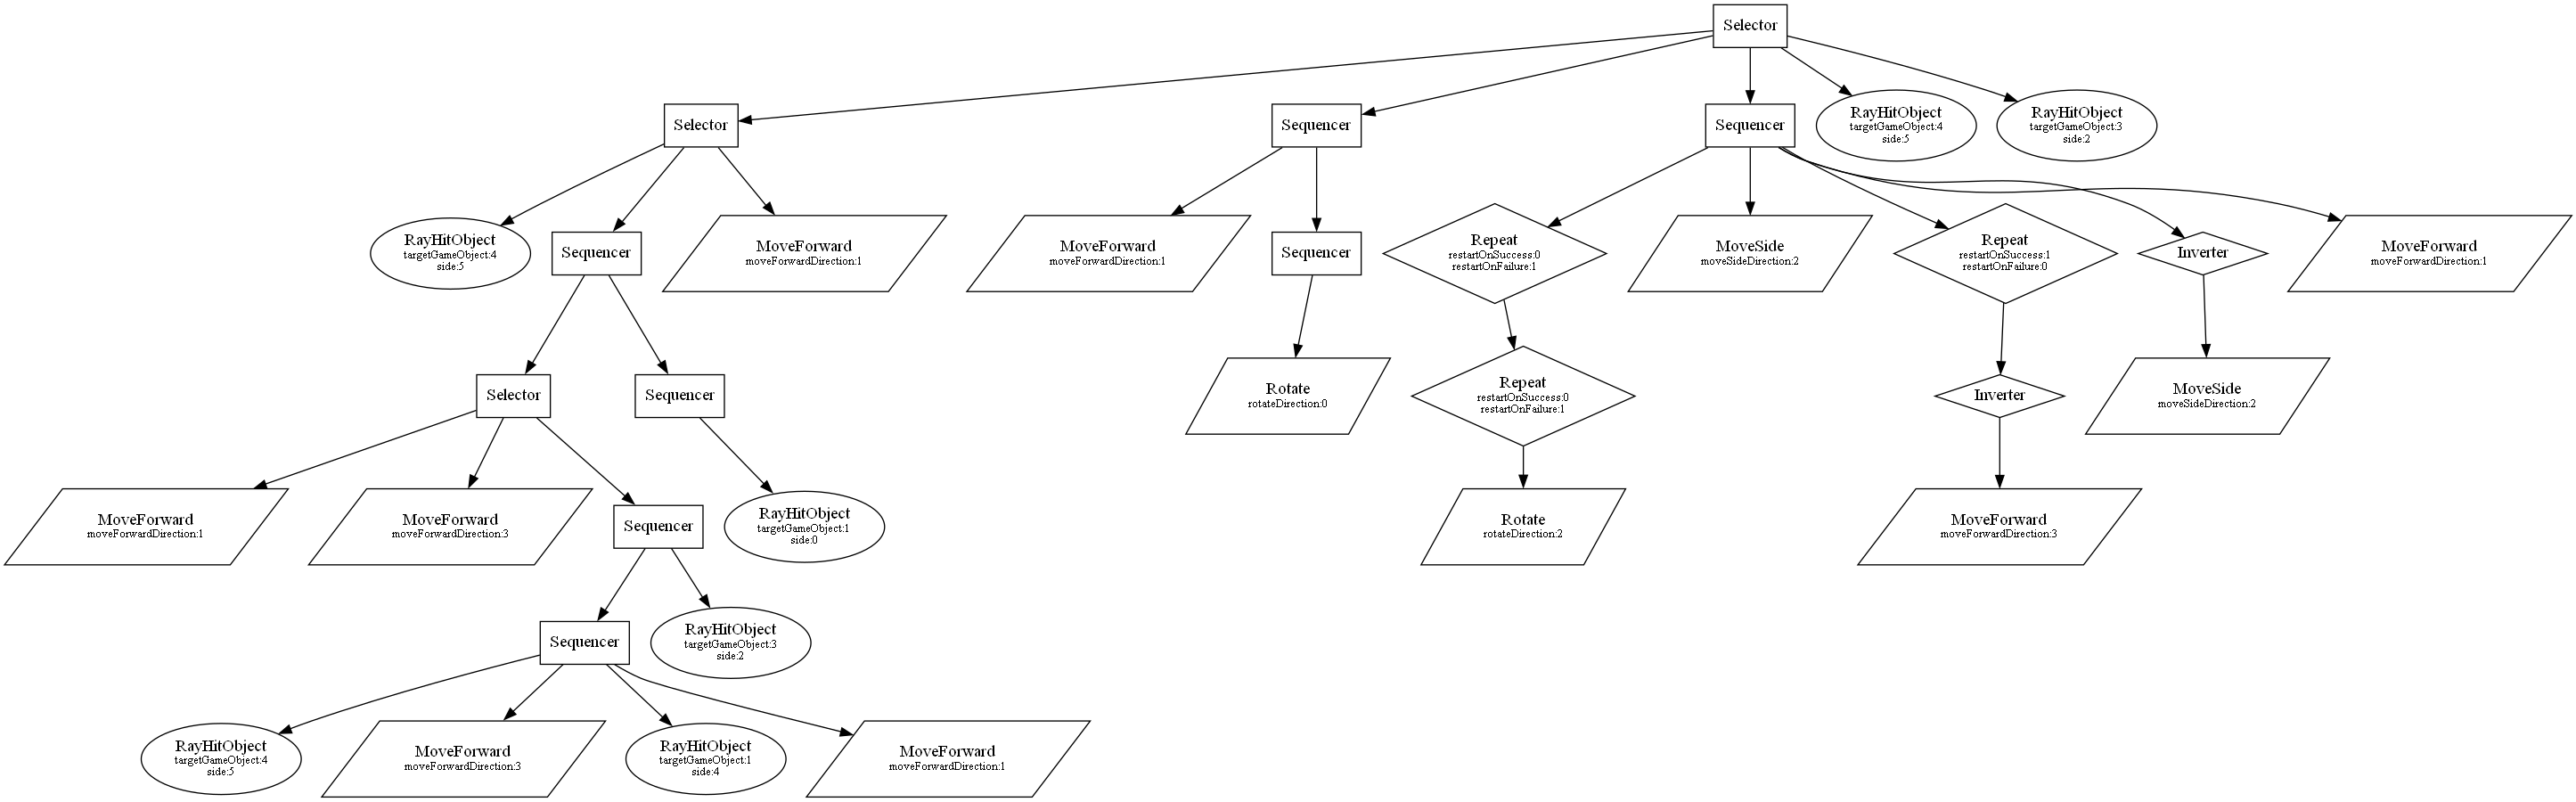 Selector
Selector
Sequencer
Sequencer
RayHitObject
targetGameObject:4
side:5
RayHitObject
targetGameObject:3
side:2
RayHitObject
targetGameObject:4
side:5
Sequencer
MoveForward
moveForwardDirection:1
MoveForward
moveForwardDirection:1
Sequencer
Repeat
restartOnSuccess:0
restartOnFailure:1
MoveSide
moveSideDirection:2
Repeat
restartOnSuccess:1
restartOnFailure:0
Inverter
MoveForward
moveForwardDirection:1
Selector
Sequencer
Rotate
rotateDirection:0
Repeat
restartOnSuccess:0
restartOnFailure:1
Inverter
MoveSide
moveSideDirection:2
MoveForward
moveForwardDirection:1
MoveForward
moveForwardDirection:3
Sequencer
RayHitObject
targetGameObject:1
side:0
Rotate
rotateDirection:2
MoveForward
moveForwardDirection:3
Sequencer
RayHitObject
targetGameObject:3
side:2
RayHitObject
targetGameObject:4
side:5
MoveForward
moveForwardDirection:3
RayHitObject
targetGameObject:1
side:4
MoveForward
moveForwardDirection:1